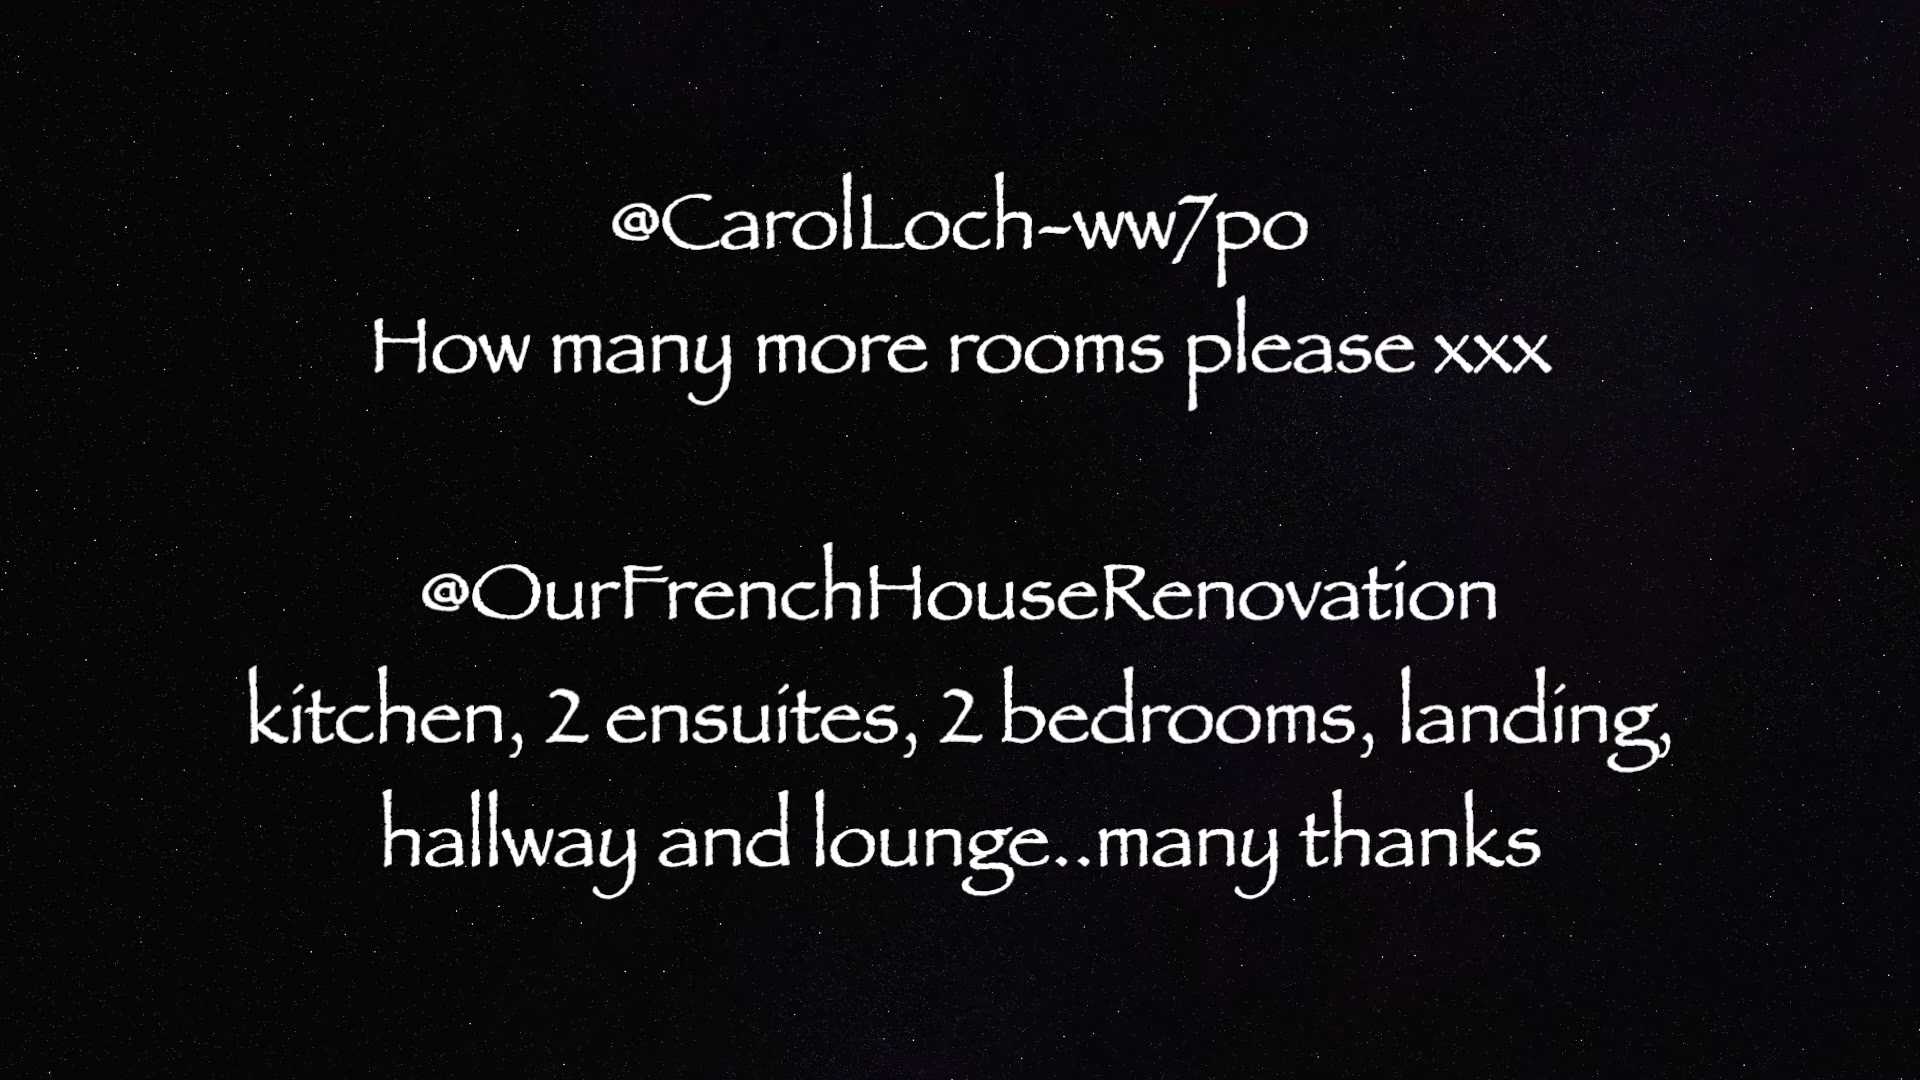 @CarolLoch-ww7po
How many more rooms please xxx
@OurFrenchHouseRenovation
kitchen, 2 ensuites, 2 bedrooms, landing,
hallway and lounge..many thanks